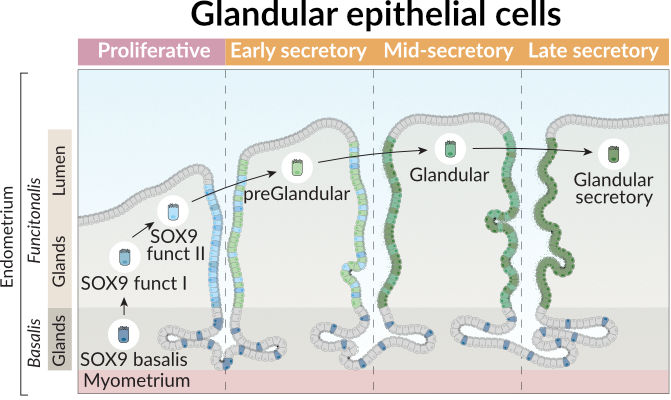 Glandular epithelial cells
Proliferative
Early secretory
Mid-secretory
Late secretory
Endometrium
Funcitonalis
Basalis
Lumen
Glands
Glands
SOX9 basalis
SOX9 funct I
SOX9
funct II
preGlandular
Glandular
Glandular
secretory
Myometrium